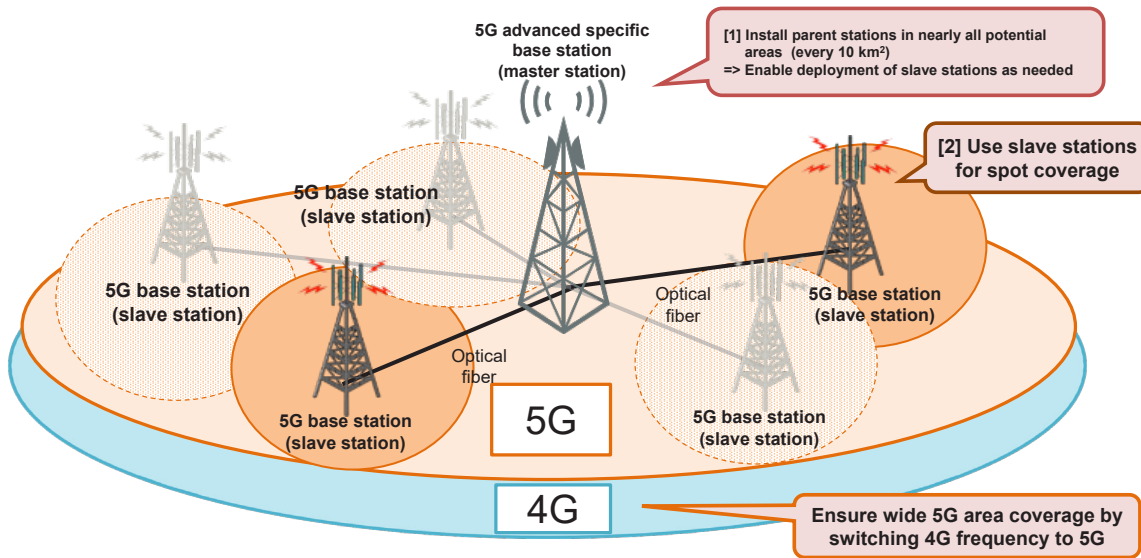 5G advanced specific
base station
(master station)
[1] Install parent stations in nearly all potential
areas (every 10 km²)
=> Enable deployment of slave stations as needed
[2] Use slave stations
for spot coverage
5G base station
(slave station)
5G base station
(slave station)
5G base station
(slave station)
Optical
fiber
Optical
fiber
5G base station
(slave station)
5G base station
(slave station)
5G
4G
Ensure wide 5G area coverage by
switching 4G frequency to 5G